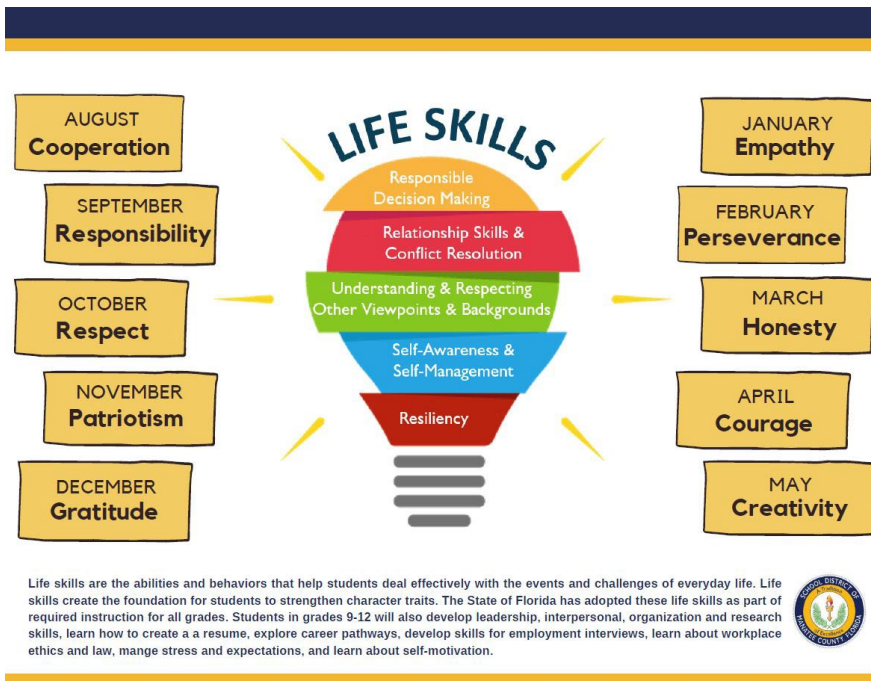 LIFE SKILLS
AUGUST
Cooperation
SEPTEMBER
Responsibility
OCTOBER
Respect
NOVEMBER
Patriotism
DECEMBER
Gratitude
Responsible
Decision Making
Relationship Skills &
Conflict Resolution
Understanding & Respecting
Other Viewpoints & Backgrounds
Self-Awareness &
Self-Management
Resiliency
JANUARY
Empathy
FEBRUARY
Perseverance
MARCH
Honesty
APRIL
Courage
MAY
Creativity
Life skills are the abilities and behaviors that help students deal effectively with the events and challenges of everyday life. Life
skills create the foundation for students to strengthen character traits. The State of Florida has adopted these life skills as part of
required instruction for all grades. Students in grades 9-12 will also develop leadership, interpersonal, organization and research
skills, learn how to create a a resume, explore career pathways, develop skills for employment interviews, learn about workplace
ethics and law, mange stress and expectations, and learn about self-motivation.
SCHOOL DISTRICT OF
MANATEE COUNTY FLORIDA